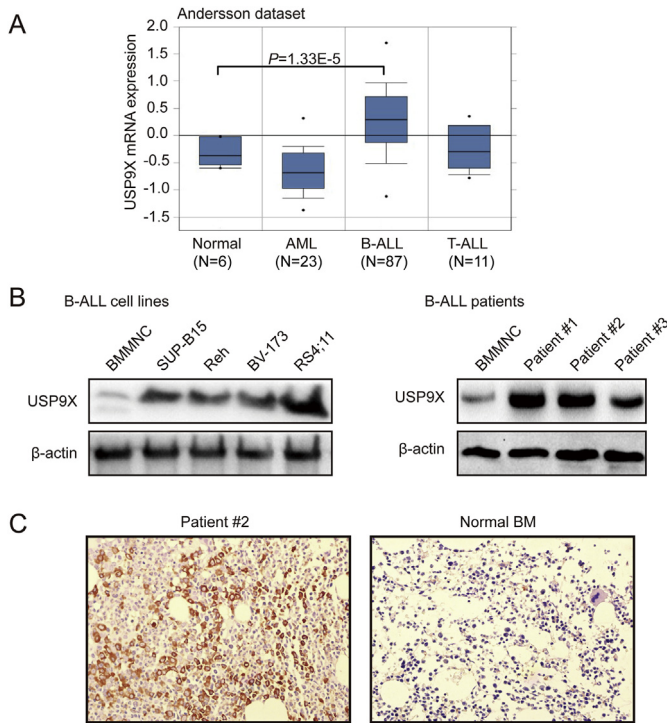 A
Andersson dataset
USP9X mRNA expression
2.0
1.5
1.0
0.5
0.0
-0.5
-1.0
-1.5
P=1.33E-5
Normal
(N=6)
AML
(N=23)
B-ALL
(N=87)
T-ALL
(N=11)
B
B-ALL cell lines
BMMNC
SUP-B15
Reh
BV-173
RS4;11
USP9X
β-actin
B-ALL patients
BMMNC
Patient #1
Patient #2
Patient #3
USP9X
β-actin
C
Patient #2
Normal BM